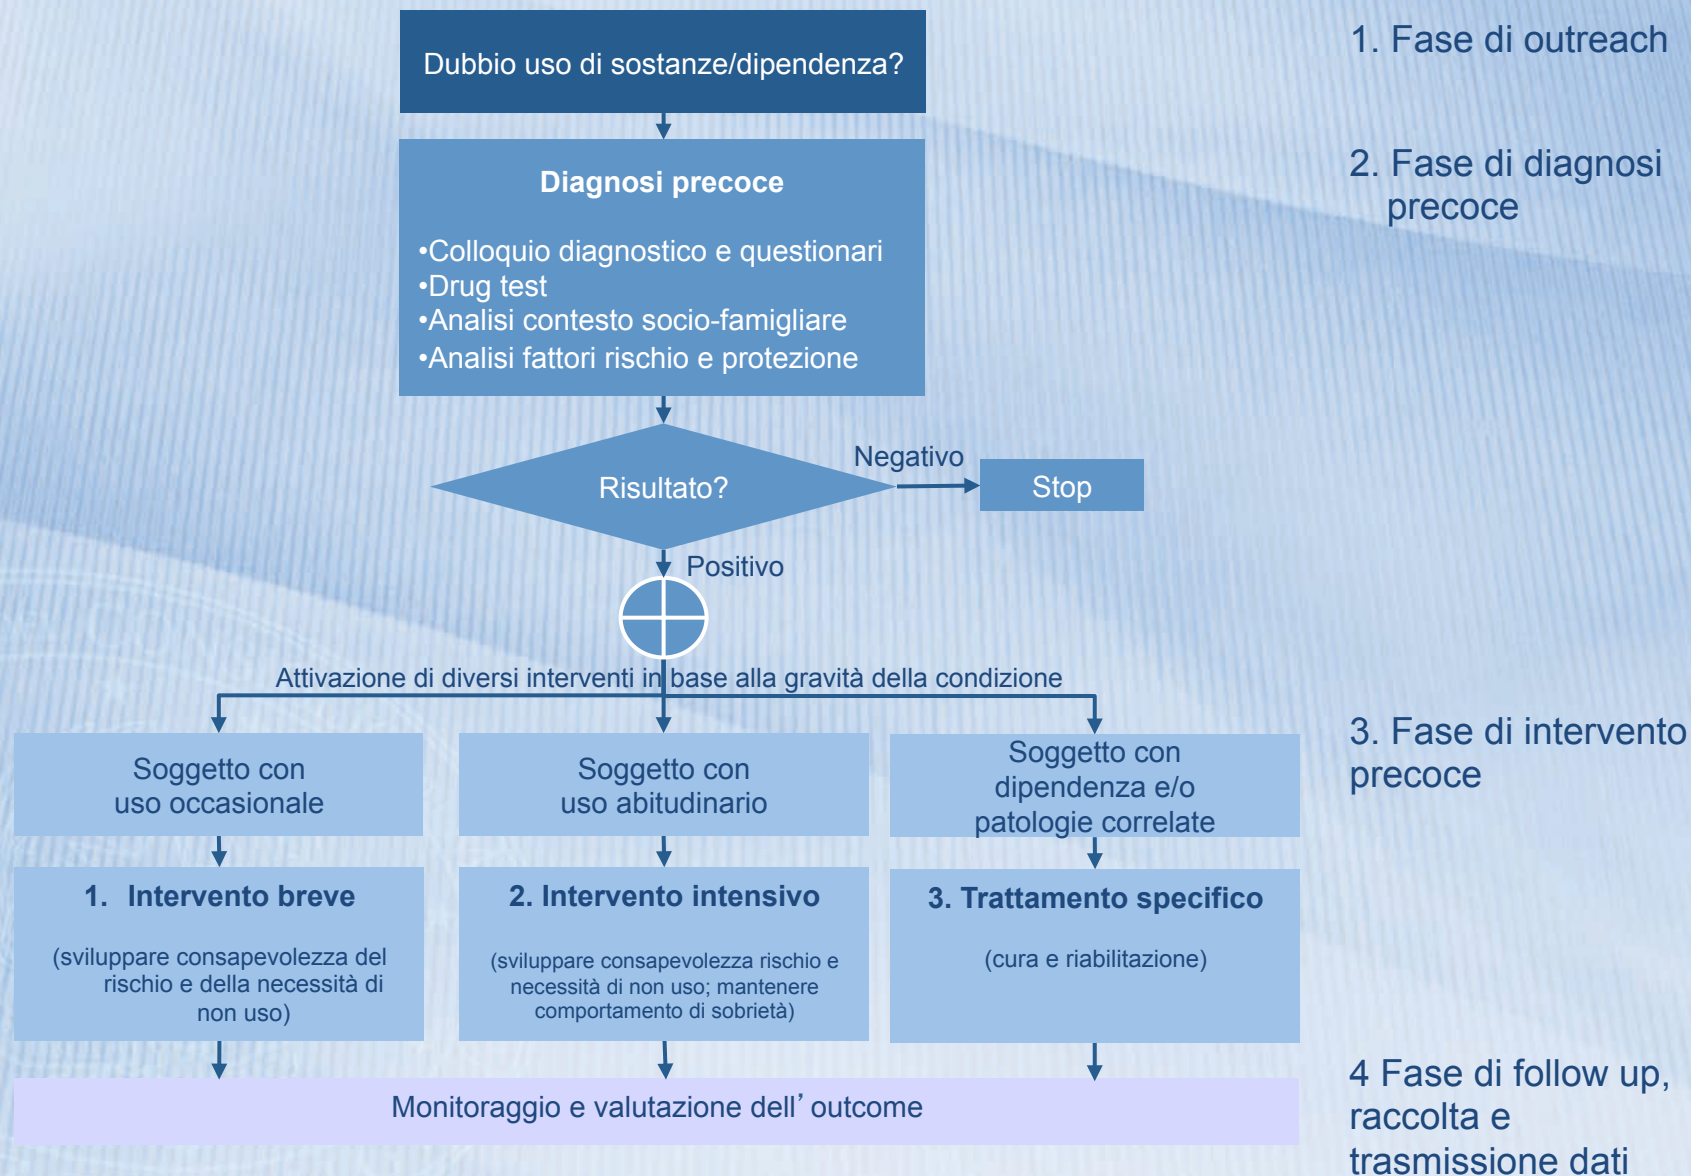 Dubbio uso di sostanze/dipendenza?
1. Fase di outreach
2. Fase di diagnosi
precoce
Diagnosi precoce
•Colloquio diagnostico e questionari
•Drug test
•Analisi contesto socio-famigliare
•Analisi fattori rischio e protezione
Risultato?
Negativo
Stop
Positivo
Attivazione di diversi interventi in base alla gravità della condizione
3. Fase di intervento
precoce
Soggetto con
uso occasionale
Soggetto con
uso abitudinario
Soggetto con
dipendenza e/o
patologie correlate
1. Intervento breve
(sviluppare consapevolezza del
rischio e della necessità di
non uso)
2. Intervento intensivo
(sviluppare consapevolezza rischio e
necessità di non uso; mantenere
comportamento di sobrietà)
3. Trattamento specifico
(cura e riabilitazione)
Monitoraggio e valutazione dell’ outcome
4 Fase di follow up,
raccolta e
trasmissione dati